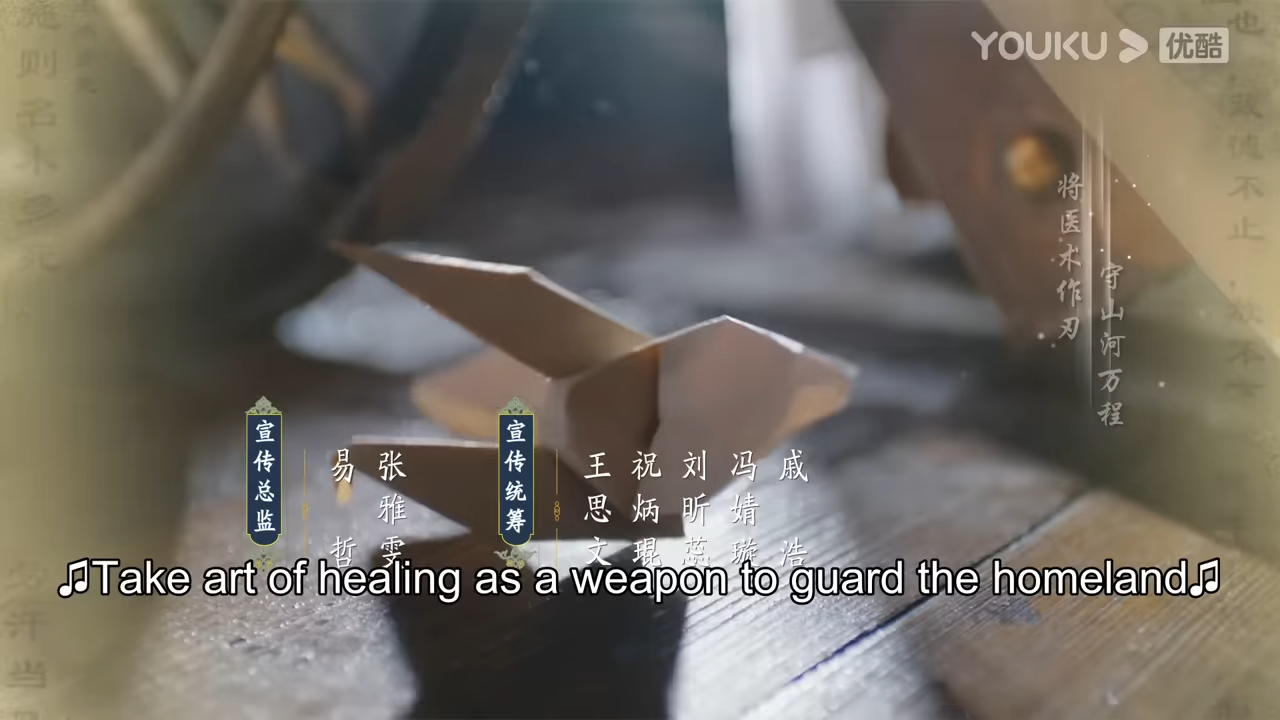 YOUKU 优酷
将医术作刃
守山河万程
宣传总监
易哲
张雅雯
宣传统筹
王思文
祝炳琨
刘昕蕊
冯婧璇
戚浩
♫Take art of healing as a weapon to guard the homeland♫